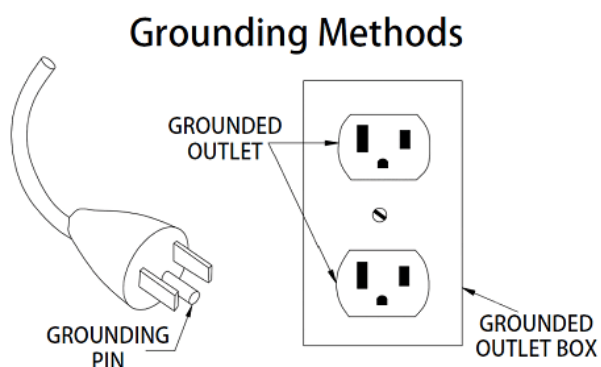 Grounding Methods
GROUNDED
OUTLET
GROUNDING
PIN
GROUNDED
OUTLET BOX